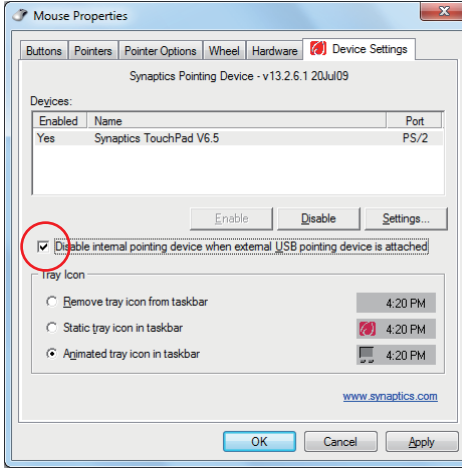 Mouse Properties
Buttons Pointers Pointer Options Wheel Hardware Device Settings
Synaptics Pointing Device - v13.2.6.1 20Jul09
Devices:
Enabled Name Port
Yes Synaptics TouchPad V6.5 PS/2
Enable Disable Settings...
Disable internal pointing device when external USB pointing device is attached
Tray Icon
Remove tray icon from taskbar 4:20 PM
Static tray icon in taskbar 4:20 PM
Animated tray icon in taskbar 4:20 PM
www.synaptics.com
OK Cancel Apply